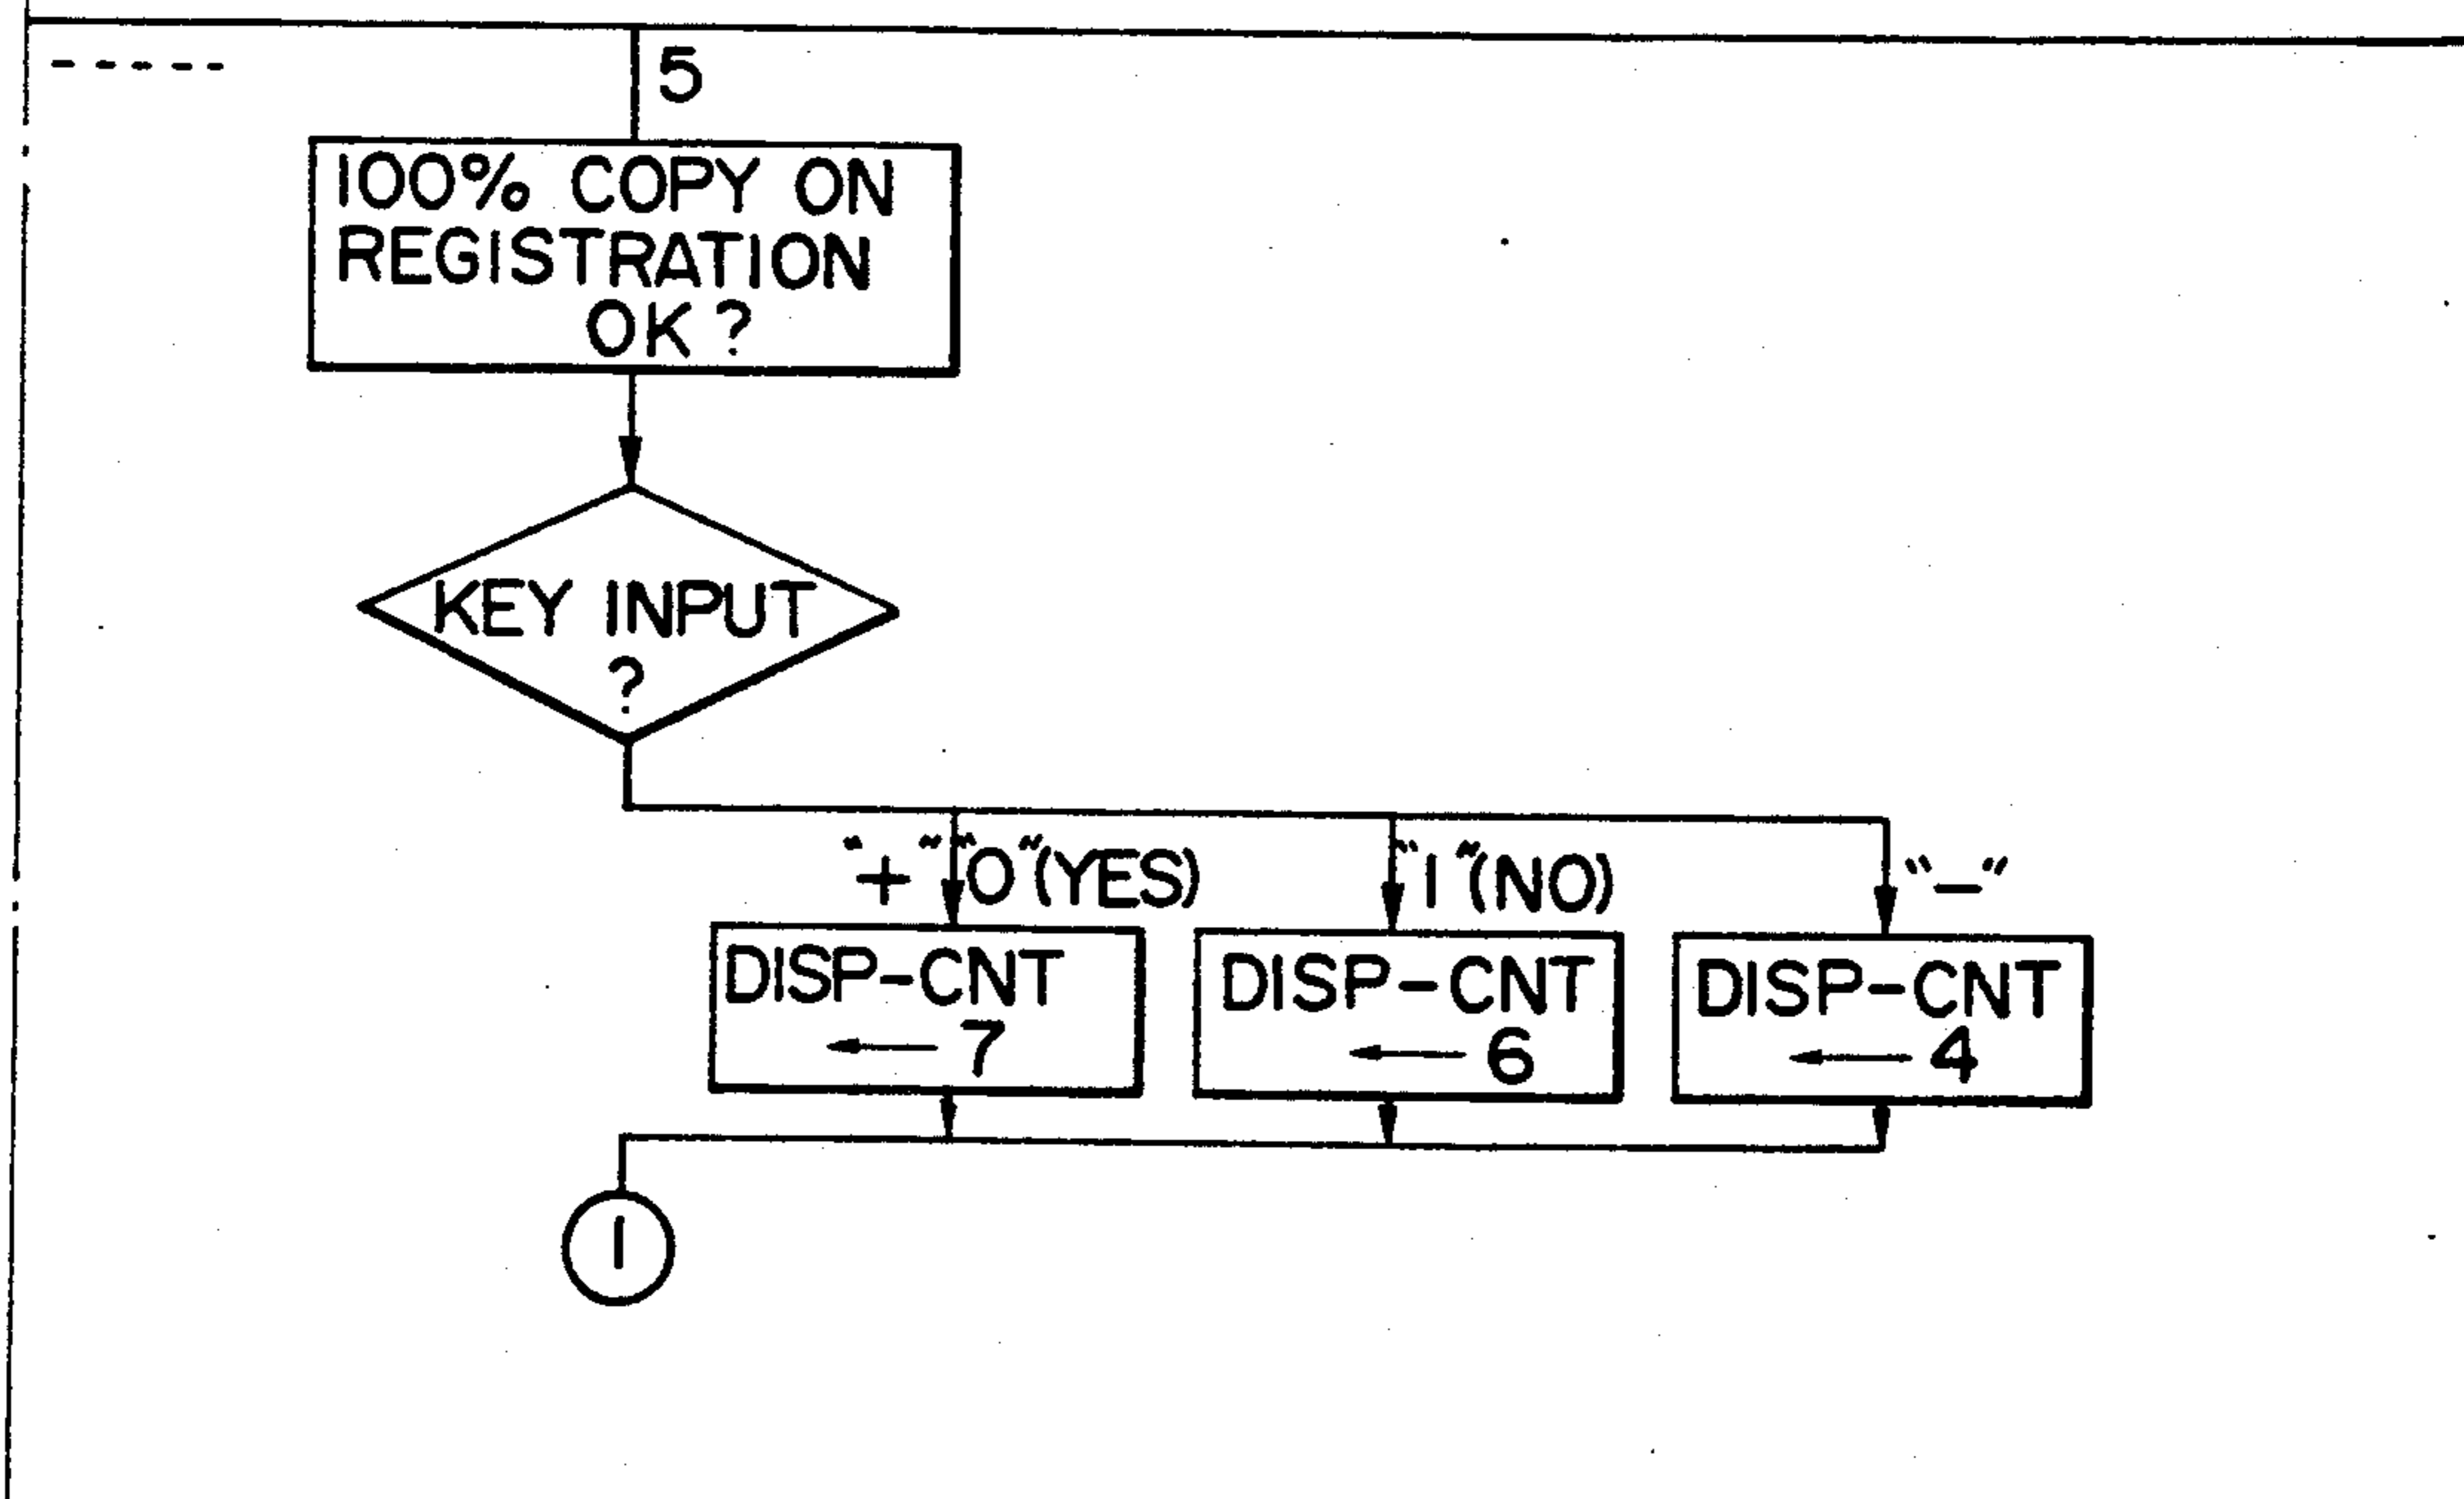 5
100% COPY ON
REGISTRATION
OK ?
KEY INPUT
?
"+" "0" (YES)
"1" (NO)
"—"
DISP-CNT
← 7
DISP-CNT
← 6
DISP-CNT
← 4
1